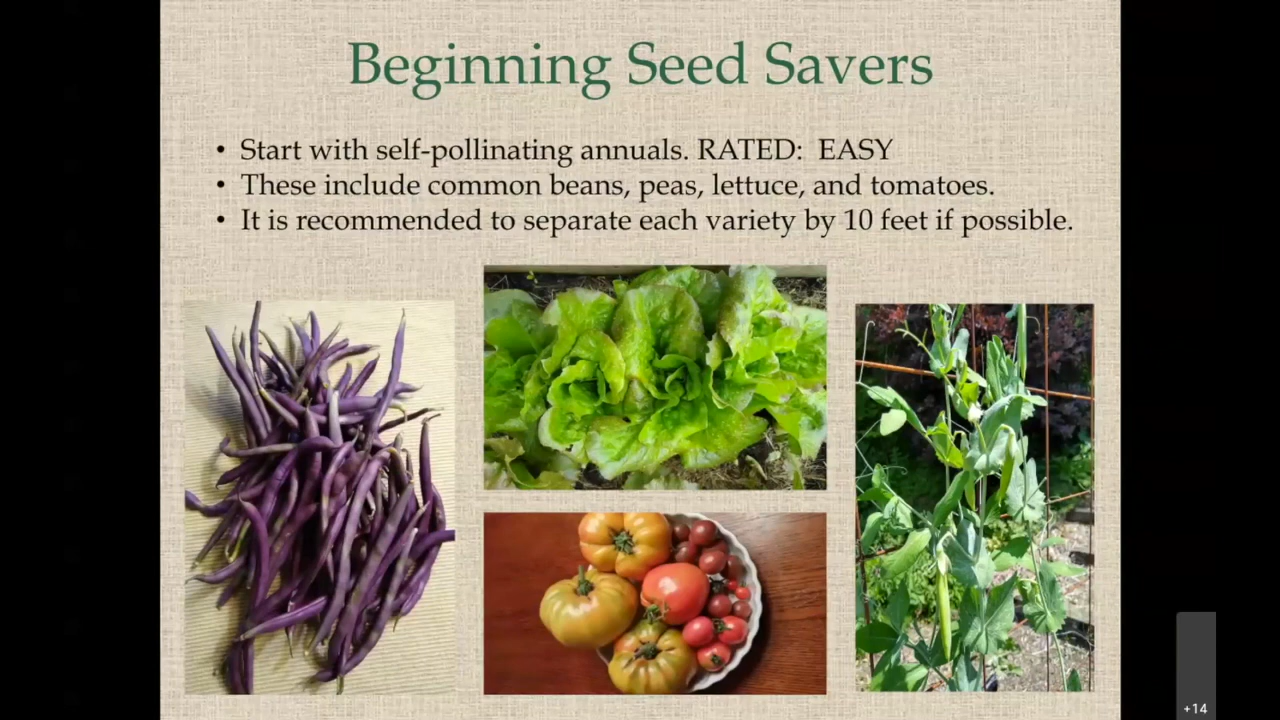 Beginning Seed Savers
• Start with self-pollinating annuals. RATED:  EASY
• These include common beans, peas, lettuce, and tomatoes.
• It is recommended to separate each variety by 10 feet if possible.
+14